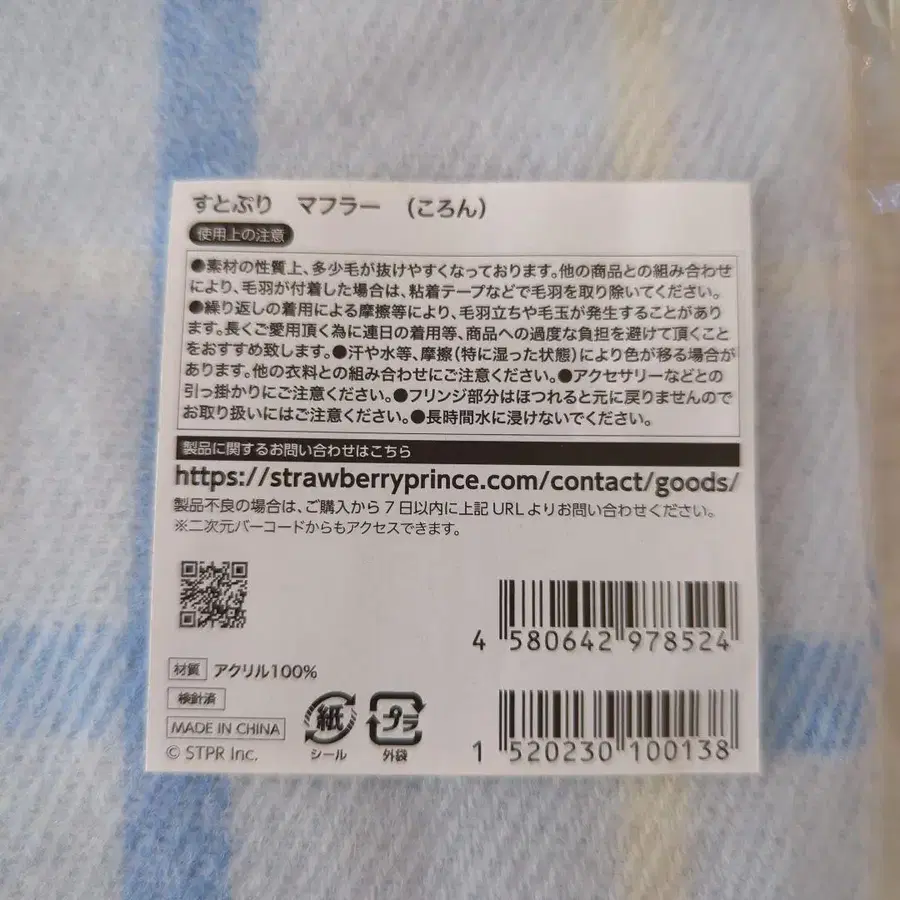 すとぷり　マフラー　（ころん）
使用上の注意
●素材の性質上、多少毛が抜けやすくなっております。他の商品との組み合わせ
により、毛羽が付着した場合は、粘着テープなどで毛羽を取り除いてください。
●繰り返しの着用による摩擦等により、毛羽立ちや毛玉が発生することがあり
ます。長くご愛用頂く為に連日の着用等、商品への過度な負担を避けて頂くこと
をおすすめ致します。●汗や水等、摩擦（特に湿った状態）により色が移る場合が
あります。他の衣料との組み合わせにご注意ください。●アクセサリーなどとの
引っ掛かりにご注意ください。●フリンジ部分はほつれると元に戻りませんので
お取り扱いにはご注意ください。●長時間水に浸けないでください。
製品に関するお問い合わせはこちら
https://strawberryprince.com/contact/goods/
製品不良の場合は、ご購入から7日以内に上記URLよりお問い合わせください。
※二次元バーコードからもアクセスできます。
4 580642 978524
材質 アクリル100%
検針済
MADE IN CHINA
© STPR Inc.
紙
シール
プラ
外袋
1 520230 100138